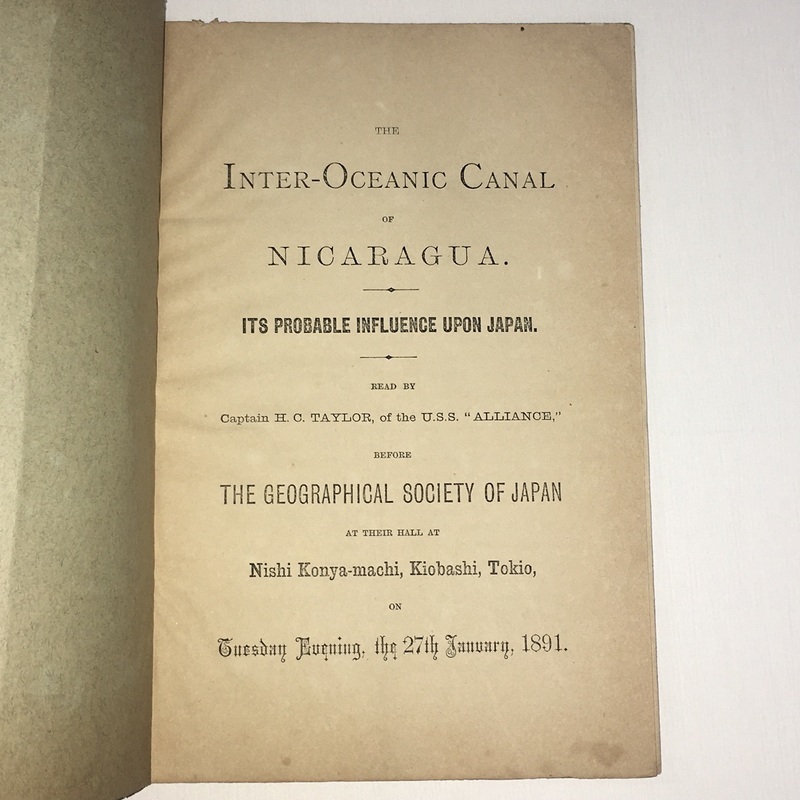 THE
INTER-OCEANIC CANAL
OF
NICARAGUA.
ITS PROBABLE INFLUENCE UPON JAPAN.
READ BY
Captain H. C. TAYLOR, of the U.S.S. "ALLIANCE,"
BEFORE
THE GEOGRAPHICAL SOCIETY OF JAPAN
AT THEIR HALL AT
Nishi Konya-machi, Kiobashi, Tokio,
ON
Tuesday Evening, the 27th January, 1891.